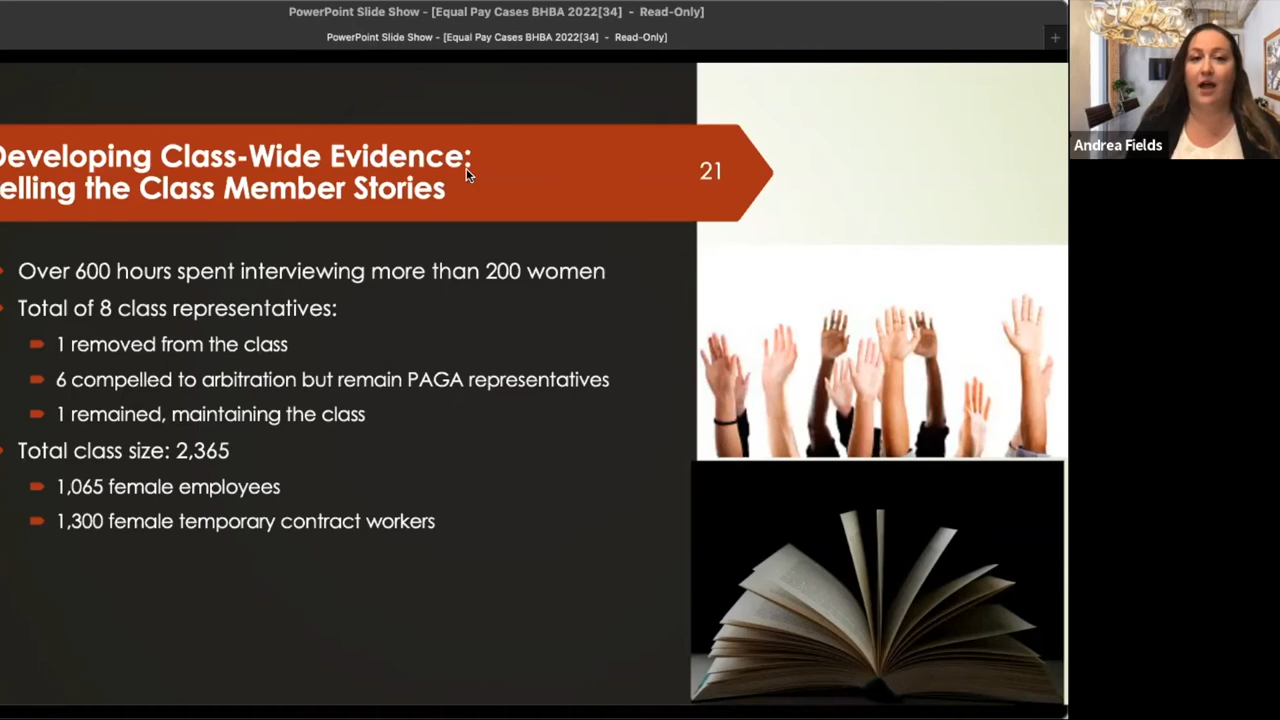 PowerPoint Slide Show - [Equal Pay Cases BHBA 2022[34] - Read-Only]
PowerPoint Slide Show - [Equal Pay Cases BHBA 2022[34] - Read-Only]
+
Andrea Fields
Developing Class-Wide Evidence:
elling the Class Member Stories
21
Over 600 hours spent interviewing more than 200 women
Total of 8 class representatives:
1 removed from the class
6 compelled to arbitration but remain PAGA representatives
1 remained, maintaining the class
Total class size: 2,365
1,065 female employees
1,300 female temporary contract workers